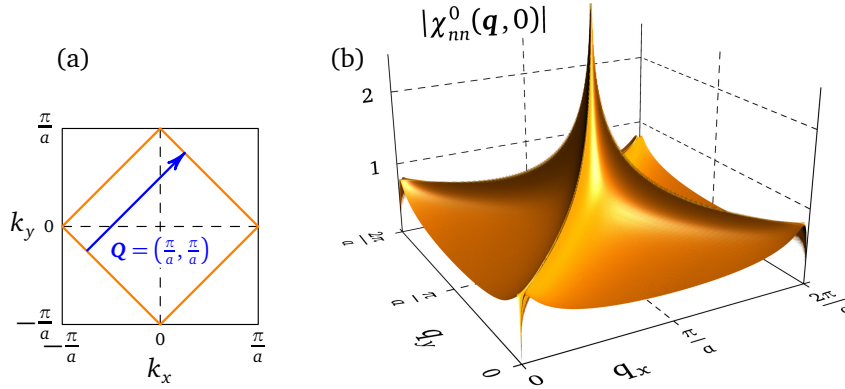 (a)
π/a
k_y 0
Q = (π/a, π/a)
−π/a
−π/a 0 π/a
k_x
(b)
|χ⁰ₙₙ(q, 0)|
2
1
2π/a
π/a
0
q_y
0
π/a
2π/a
q_x